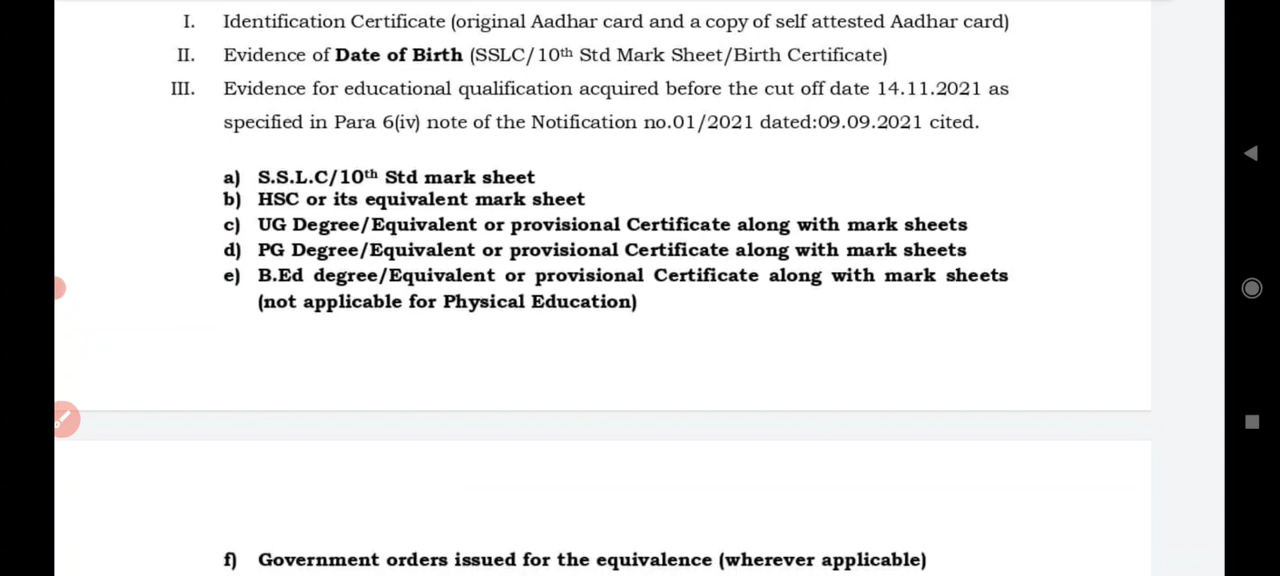 I. Identification Certificate (original Aadhar card and a copy of self attested Aadhar card)
II. Evidence of Date of Birth (SSLC/10th Std Mark Sheet/Birth Certificate)
III. Evidence for educational qualification acquired before the cut off date 14.11.2021 as
specified in Para 6(iv) note of the Notification no.01/2021 dated:09.09.2021 cited.
a) S.S.L.C/10th Std mark sheet
b) HSC or its equivalent mark sheet
c) UG Degree/Equivalent or provisional Certificate along with mark sheets
d) PG Degree/Equivalent or provisional Certificate along with mark sheets
e) B.Ed degree/Equivalent or provisional Certificate along with mark sheets
(not applicable for Physical Education)
f) Government orders issued for the equivalence (wherever applicable)